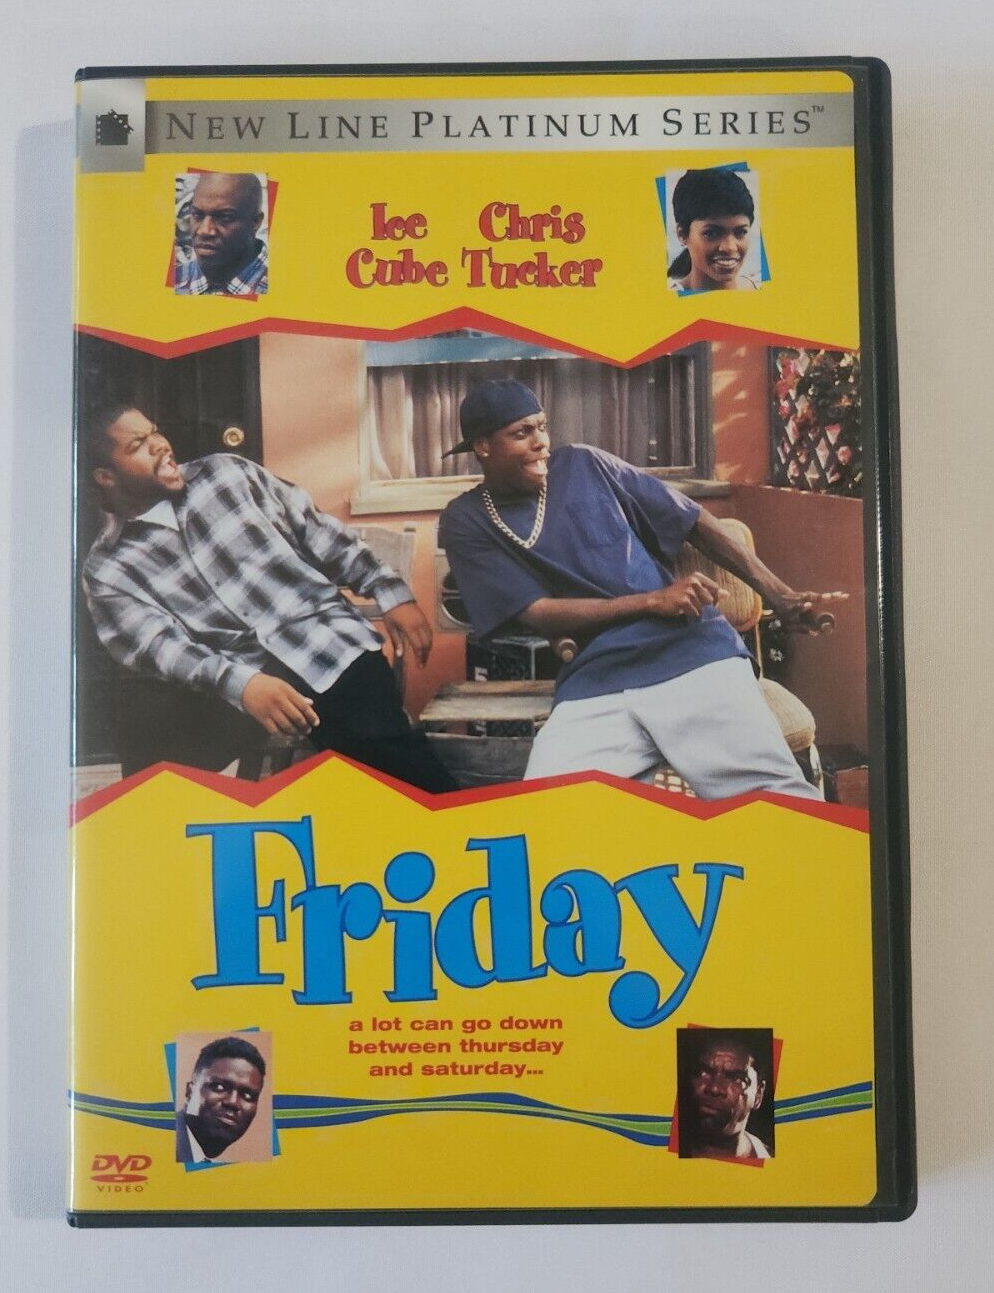 NEW LINE PLATINUM SERIES™
Ice Chris
Cube Tucker
Friday
a lot can go down
between thursday
and saturday...
DVD
VIDEO